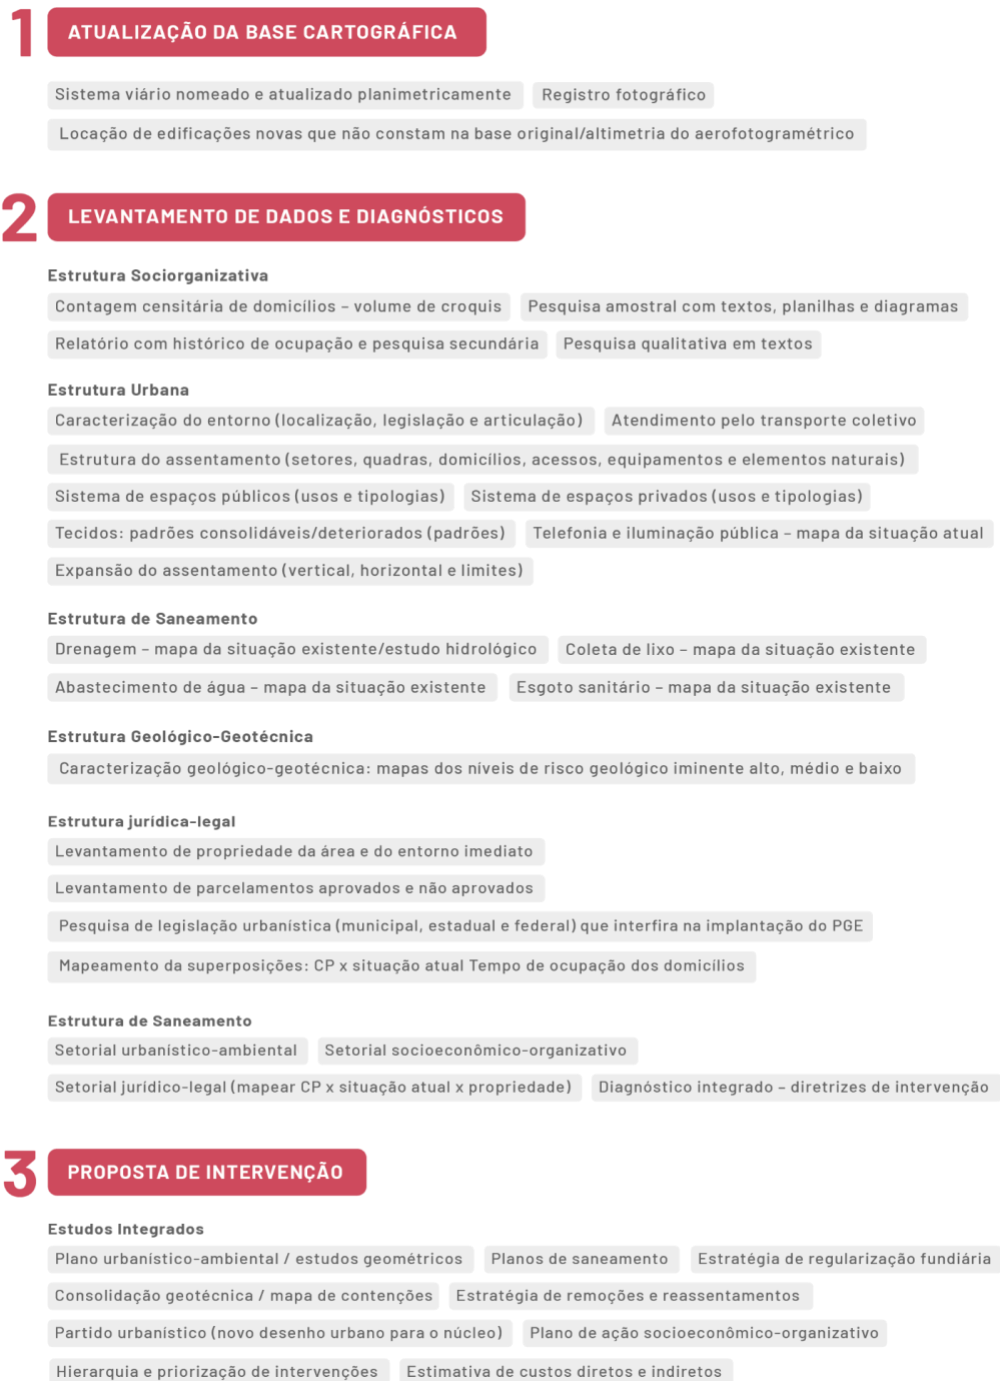 1 ATUALIZAÇÃO DA BASE CARTOGRÁFICA
Sistema viário nomeado e atualizado planimetricamente Registro fotográfico
Locação de edificações novas que não constam na base original/altimetria do aerofotogramétrico
2 LEVANTAMENTO DE DADOS E DIAGNÓSTICOS
Estrutura Sociorganizativa
Contagem censitária de domicílios – volume de croquis Pesquisa amostral com textos, planilhas e diagramas
Relatório com histórico de ocupação e pesquisa secundária Pesquisa qualitativa em textos
Estrutura Urbana
Caracterização do entorno (localização, legislação e articulação) Atendimento pelo transporte coletivo
Estrutura do assentamento (setores, quadras, domicílios, acessos, equipamentos e elementos naturais)
Sistema de espaços públicos (usos e tipologias) Sistema de espaços privados (usos e tipologias)
Tecidos: padrões consolidáveis/deteriorados (padrões) Telefonia e iluminação pública – mapa da situação atual
Expansão do assentamento (vertical, horizontal e limites)
Estrutura de Saneamento
Drenagem – mapa da situação existente/estudo hidrológico Coleta de lixo – mapa da situação existente
Abastecimento de água – mapa da situação existente Esgoto sanitário – mapa da situação existente
Estrutura Geológico-Geotécnica
Caracterização geológico-geotécnica: mapas dos níveis de risco geológico iminente alto, médio e baixo
Estrutura jurídica-legal
Levantamento de propriedade da área e do entorno imediato
Levantamento de parcelamentos aprovados e não aprovados
Pesquisa de legislação urbanística (municipal, estadual e federal) que interfira na implantação do PGE
Mapeamento da superposições: CP x situação atual Tempo de ocupação dos domicílios
Estrutura de Saneamento
Setorial urbanístico-ambiental Setorial socioeconômico-organizativo
Setorial jurídico-legal (mapear CP x situação atual x propriedade) Diagnóstico integrado – diretrizes de intervenção
3 PROPOSTA DE INTERVENÇÃO
Estudos Integrados
Plano urbanístico-ambiental / estudos geométricos Planos de saneamento Estratégia de regularização fundiária
Consolidação geotécnica / mapa de contenções Estratégia de remoções e reassentamentos
Partido urbanístico (novo desenho urbano para o núcleo) Plano de ação socioeconômico-organizativo
Hierarquia e priorização de intervenções Estimativa de custos diretos e indiretos